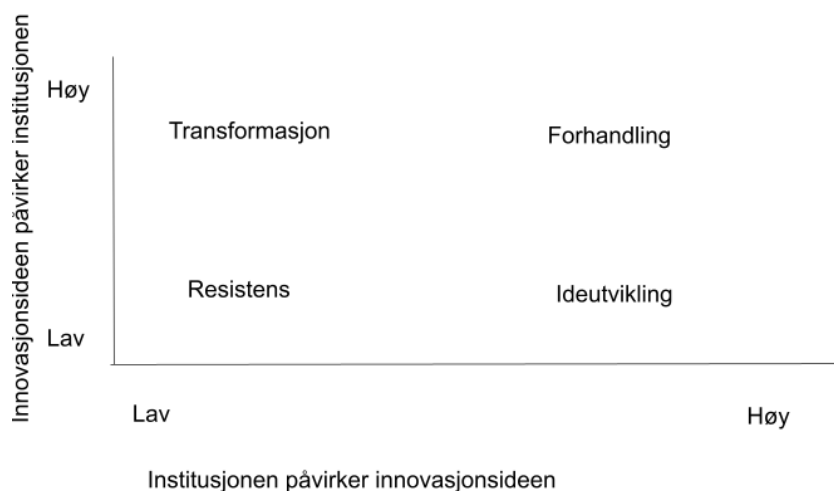 Innovasjonsideen påvirker institusjonen
Høy
Transformasjon
Forhandling
Resistens
Ideutvikling
Lav
Lav
Høy
Institusjonen påvirker innovasjonsideen